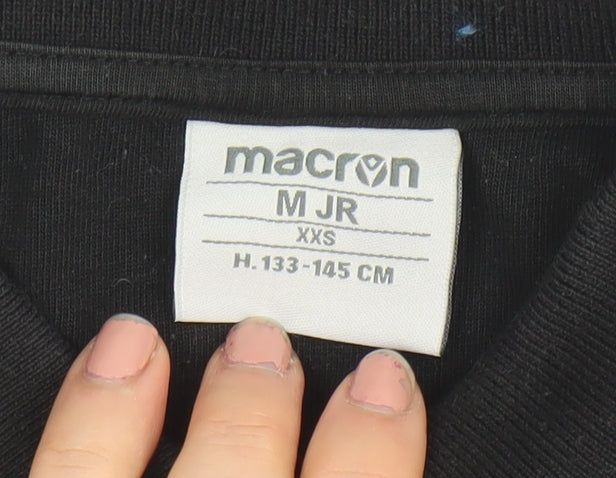 macron
M JR
XXS
H. 133-145 CM